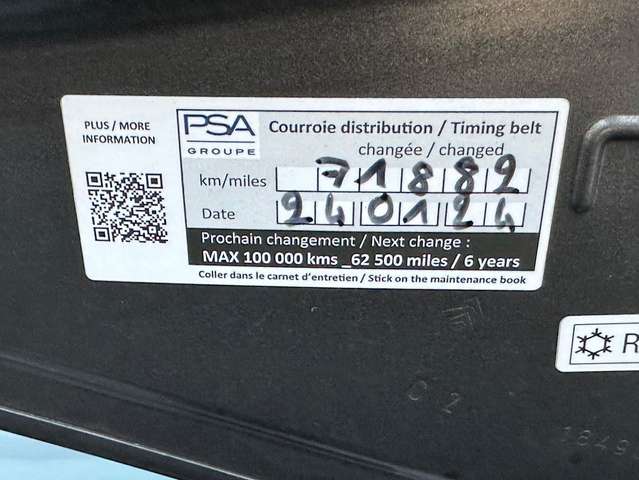 PLUS / MORE
INFORMATION
PSA
GROUPE
Courroie distribution / Timing belt
changée / changed
km/miles 71882
Date 240124
Prochain changement / Next change :
MAX 100 000 kms _62 500 miles / 6 years
Coller dans le carnet d'entretien / Stick on the maintenance book
R
C 2
1849